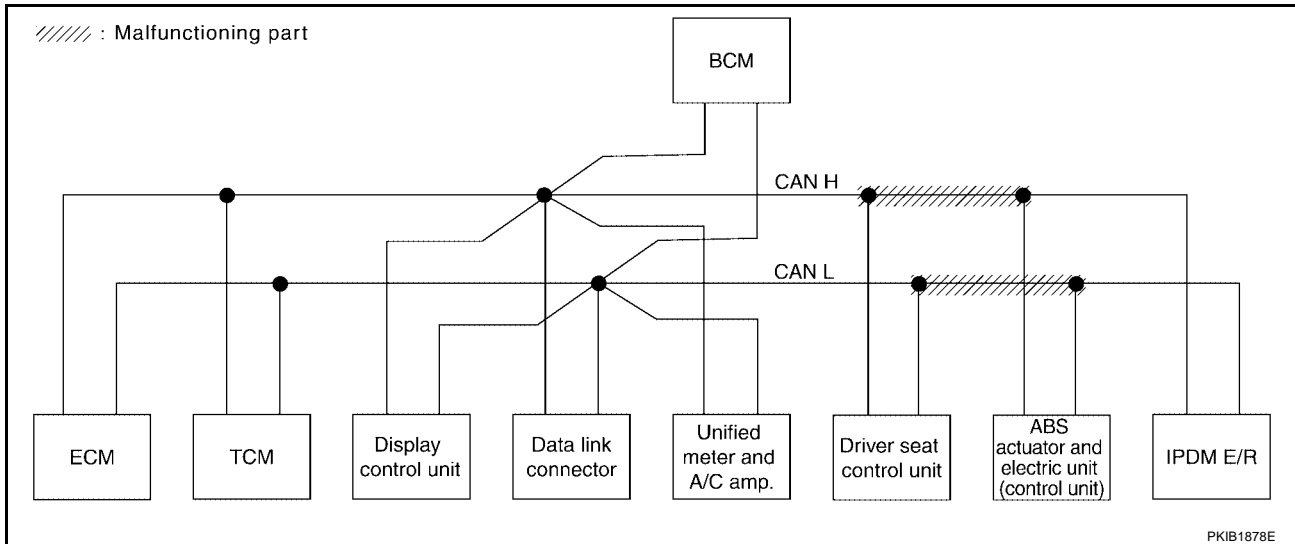 : Malfunctioning part
BCM
CAN H
CAN L
ECM
TCM
Display
control unit
Data link
connector
Unified
meter and
A/C amp.
Driver seat
control unit
ABS
actuator and
electric unit
(control unit)
IPDM E/R
PKIB1878E